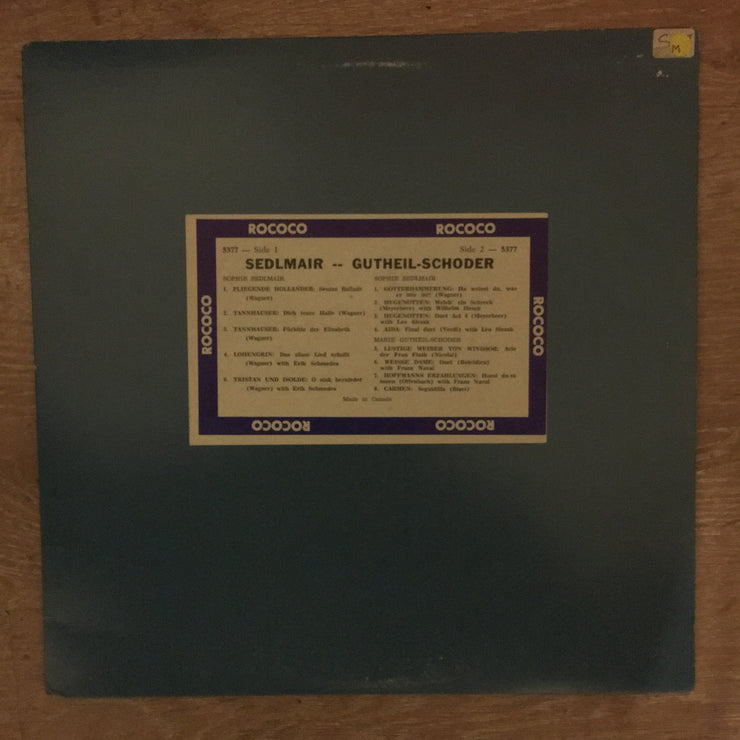 S
M
ROCOCO ROCOCO
5377 — Side 1
Side 2 — 5377
SEDLMAIR -- GUTHEIL-SCHODER
SOPHIE SEDLMAIR
1. FLIEGENDE HOLLANDER: Sentas Ballade
(Wagner)
2. TANNHAUSER: Dich teure Halle (Wagner)
3. TANNHAUSER: Fürbitte der Elisabeth
(Wagner)
4. LOHENGRIN: Das süsse Lied verhallt
(Wagner) with Erik Schmedes
5. TRISTAN UND ISOLDE: O sink hernieder
(Wagner) with Erik Schmedes
SOPHIE SEDLMAIR
1. GÖTTERDAMMERUNG: Ha weisst du, was
er mir ist? (Wagner)
2. HUGENOTTEN: Welch' ein Schreck
(Meyerbeer) with Wilhelm Hesch
3. HUGENOTTEN: Duet Act 4 (Meyerbeer)
with Leo Slezak
4. AIDA: Final duet (Verdi) with Leo Slezak
MARIE GUTHEIL-SCHODER
5. LUSTIGE WEIBER VON WINDSOR: Arie
der Frau Fluth (Nicolai)
6. WEISSE DAME: Duet (Boieldieu)
with Franz Naval
7. HOFFMANNS ERZAHLUNGEN: Horst du es
tonen (Offenbach) with Franz Naval
8. CARMEN: Seguidilla (Bizet)
Made in Canada
ROCOCO
ROCOCO
ROCOCO ROCOCO